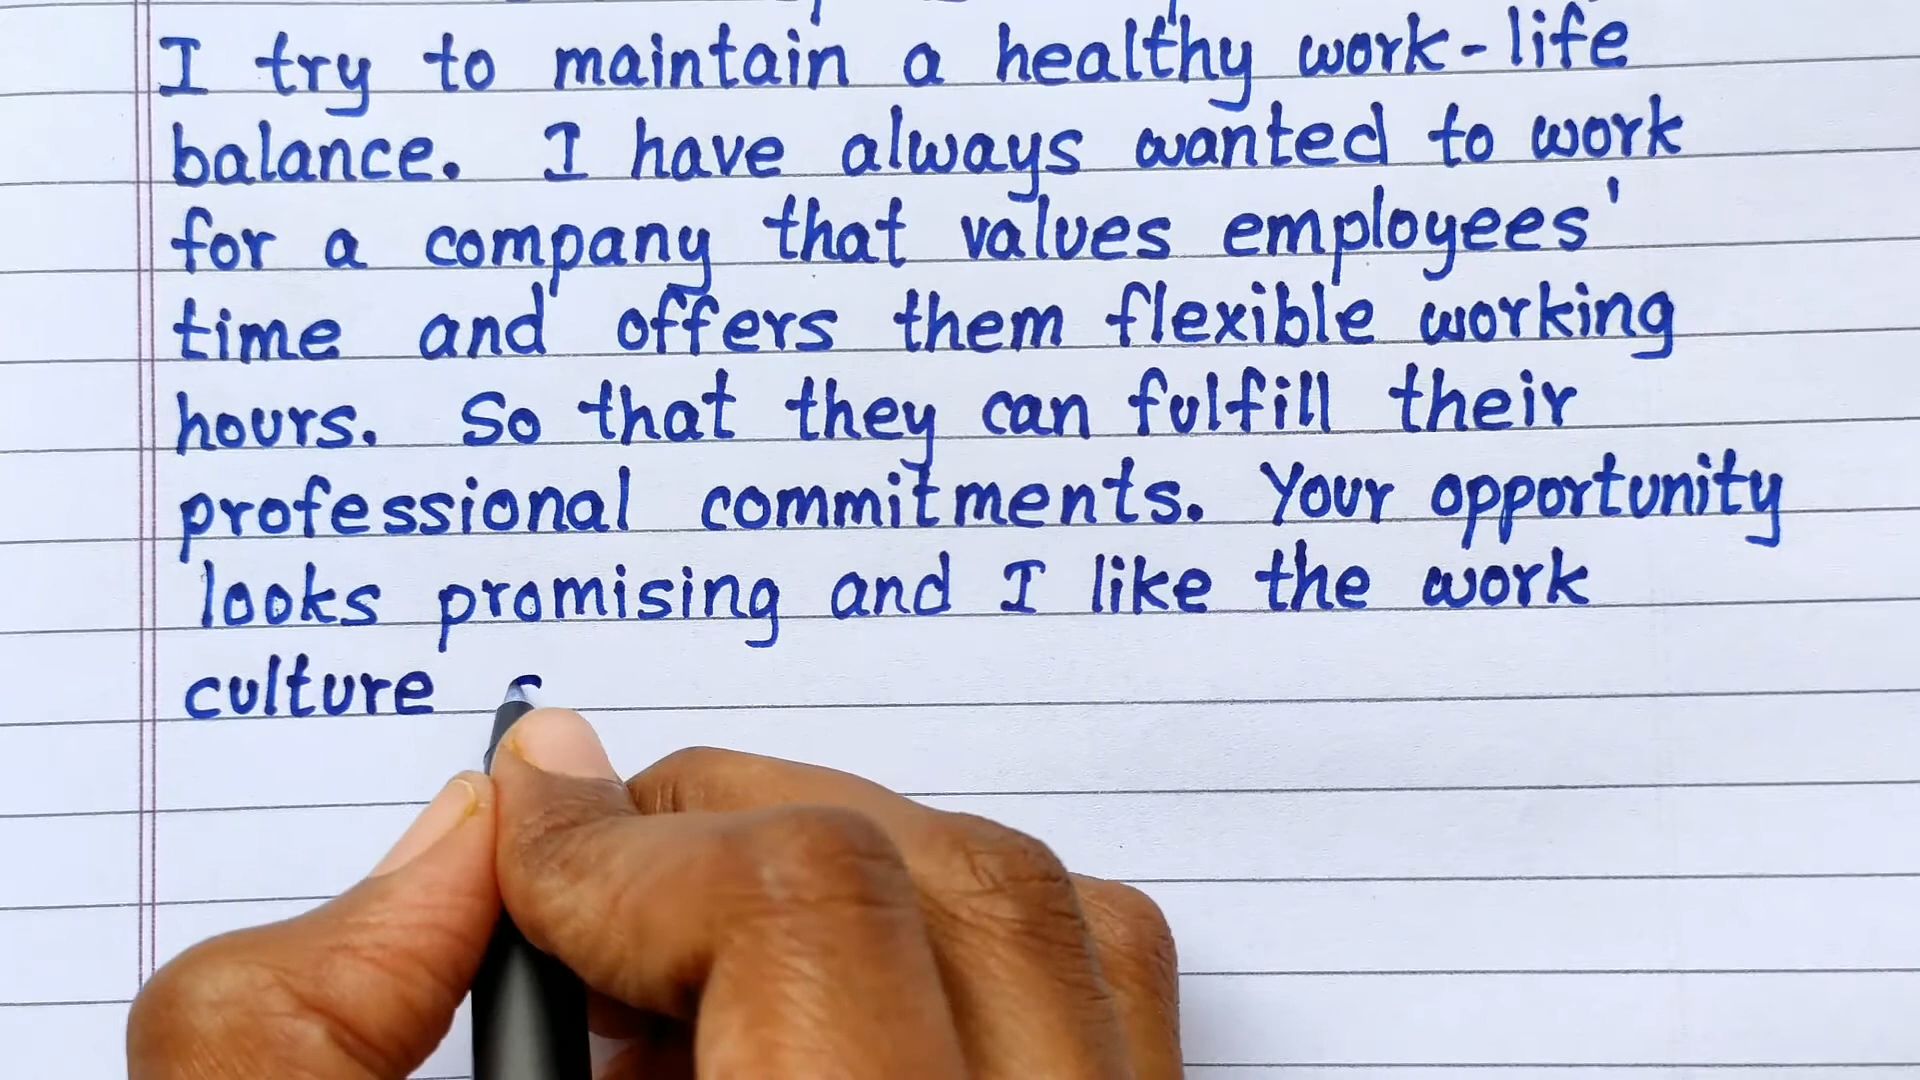 I try to maintain a healthy work-life
balance. I have always wanted to work
for a company that values employees'
time and offers them flexible working
hours. So that they can fulfill their
professional commitments. Your opportunity
looks promising and I like the work
culture